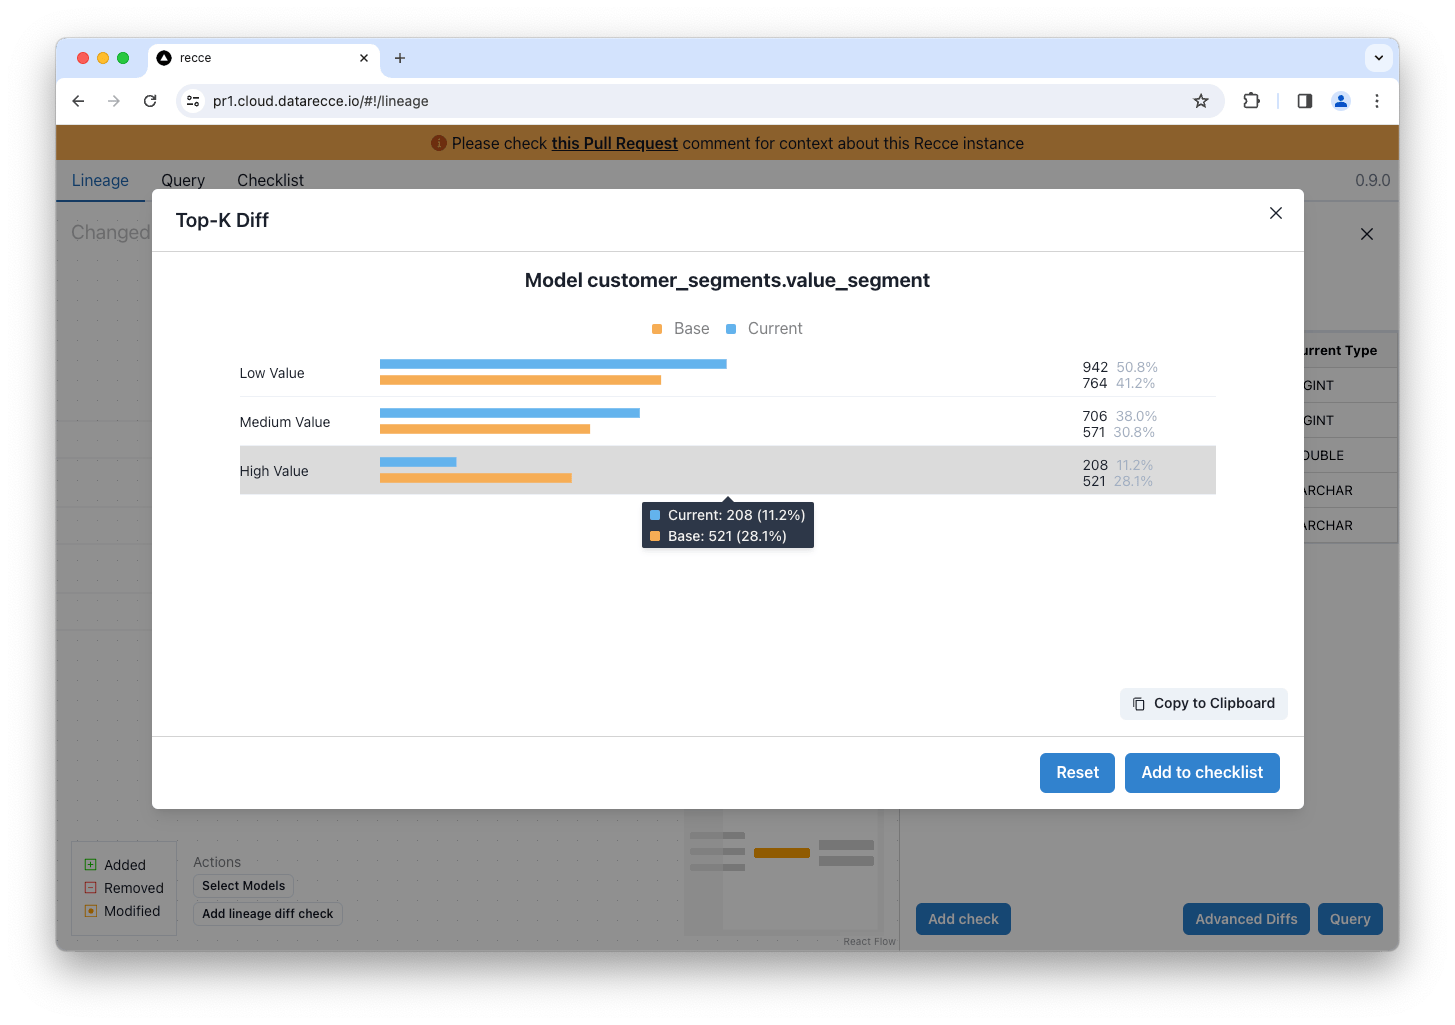 recce
pr1.cloud.datarecce.io/#!/lineage
Please check this Pull Request comment for context about this Recce instance
Lineage Query Checklist 0.9.0
Changed
Top-K Diff
Model customer_segments.value_segment
Base Current
Low Value 942 50.8%
764 41.2%
Medium Value 706 38.0%
571 30.8%
High Value 208 11.2%
521 28.1%
Current: 208 (11.2%)
Base: 521 (28.1%)
urrent Type
GINT
GINT
OUBLE
ARCHAR
ARCHAR
Copy to Clipboard
Reset Add to checklist
Added
Removed
Modified
Actions
Select Models
Add lineage diff check
React Flow
Add check Advanced Diffs Query